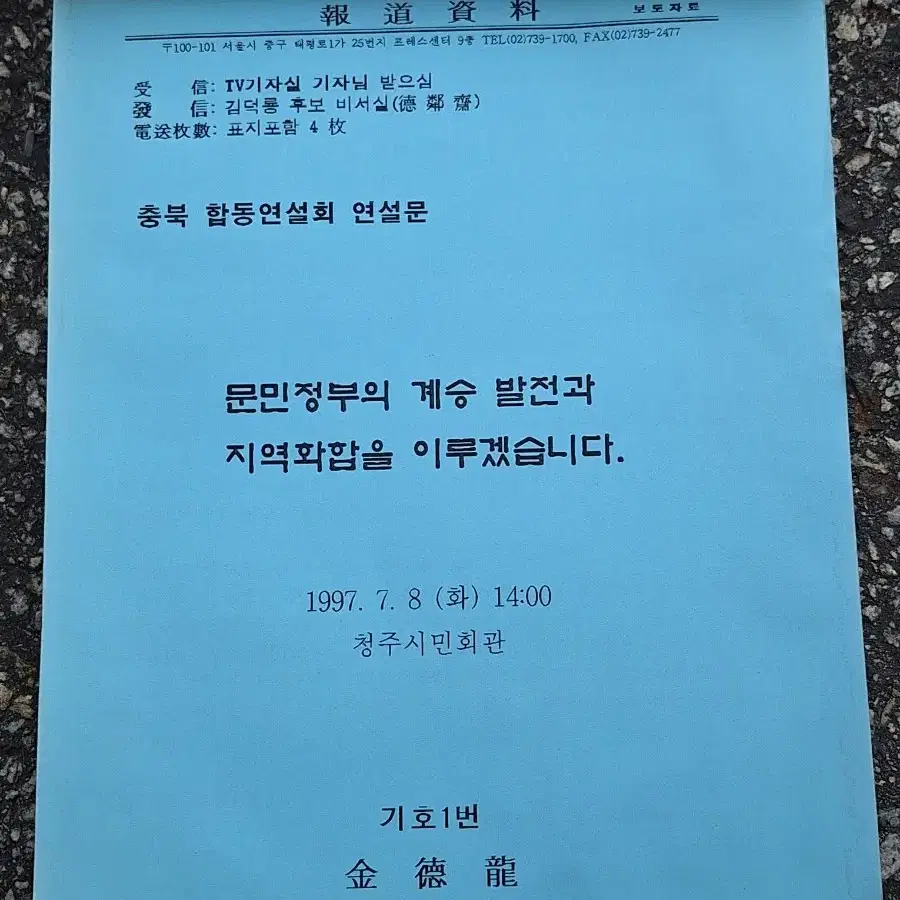 報道資料 보도자료
〒100-101 서울시 중구 태평로1가 25번지 프레스센터 9층 TEL(02)739-1700, FAX(02)739-2477
受 信: TV기자실 기자님 받으심
發 信: 김덕룡 후보 비서실(德鄰齋)
電送枚數: 표지포함 4 枚
충북 합동연설회 연설문
문민정부의 계승 발전과
지역화합을 이루겠습니다.
1997. 7. 8 (화) 14:00
청주시민회관
기호1번
金德龍